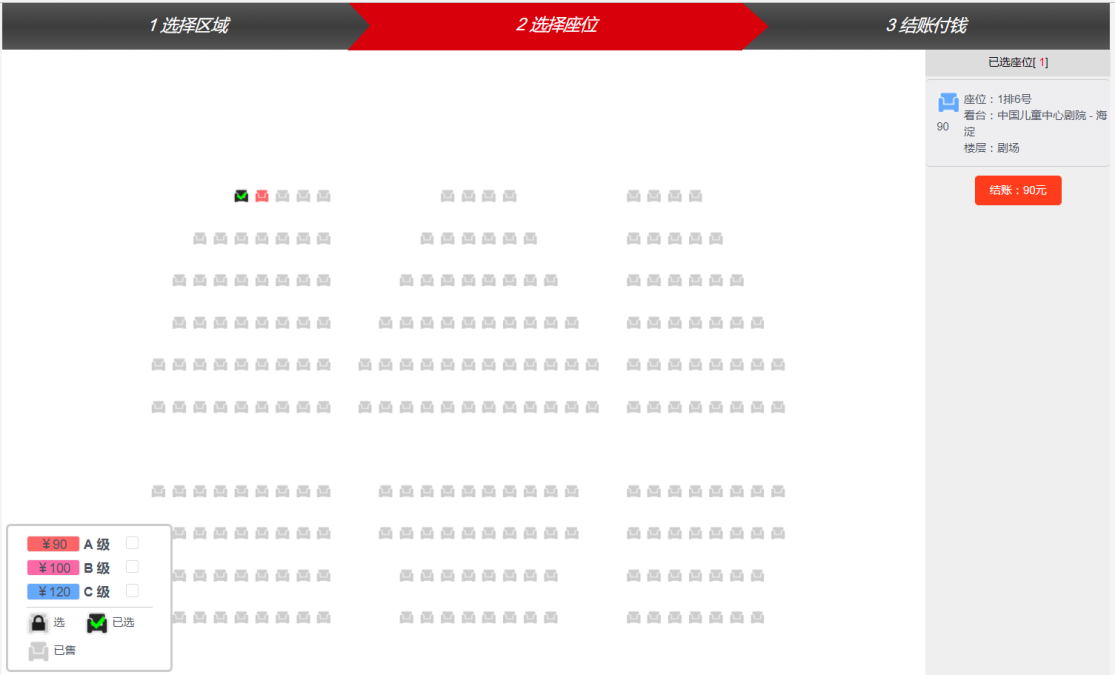 1 选择区域
2 选择座位
3 结账付钱
已选座位[ 1]
座位：1排6号
看台：中国儿童中心剧院 - 海
淀
楼层：剧场
90
结账：90元
￥90 A 级
￥100 B 级
￥120 C 级
选 已选
已售